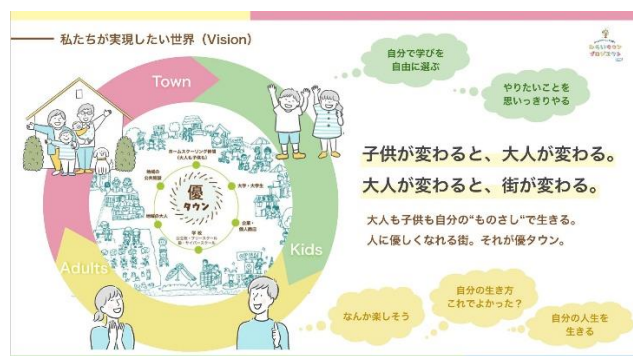 私たちが実現したい世界（Vision）
自分で学びを
自由に選ぶ
やりたいことを
思いっきりやる
Town
Kids
Adults
ホームスクーリング家庭
（大人も子供も）
地域の
公共施設
大学・大学生
優
タウン
地域の大人
企業・
個人商店
学校
子供が変わると、大人が変わる。
大人が変わると、街が変わる。
大人も子供も自分の“ものさし“で生きる。
人に優しくなれる街。それが優タウン。
なんか楽しそう
自分の生き方
これでよかった？
自分の人生を
生きる